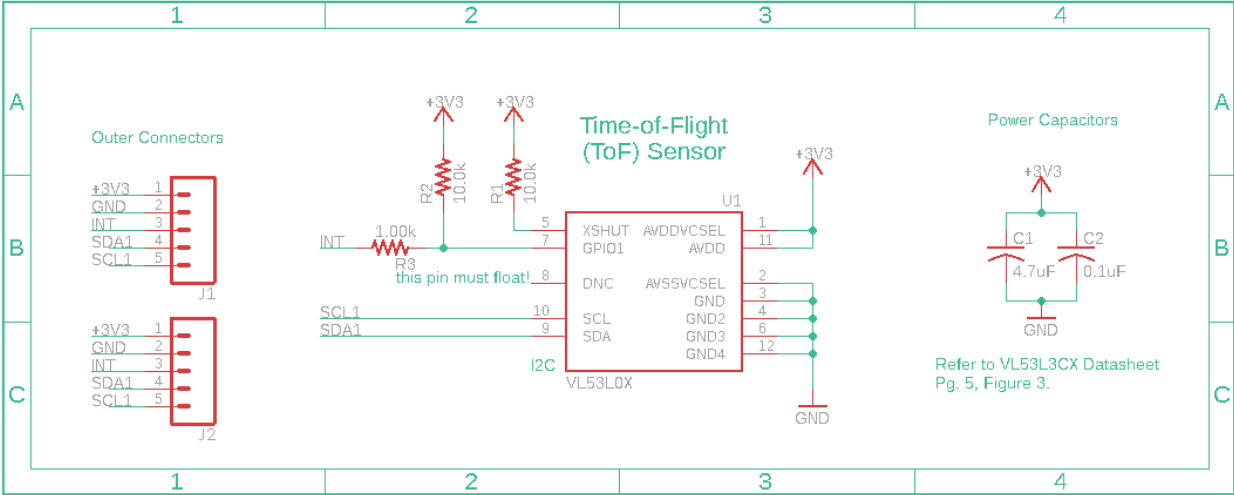 1 2 3 4
A A
+3V3 +3V3
Time-of-Flight
(ToF) Sensor
Power Capacitors
Outer Connectors
+3V3
+3V3
R2 10.0k R1 10.0k
+3V3 1
GND 2
INT 3
SDA1 4
SCL1 5
J1
B B
U1
5 XSHUT AVDDVCSEL 1
INT 1.00k R3 7 GPIO1 AVDD 11
this pin must float! 8 DNC AVSSVCSEL 2
GND 3
SCL1 10 SCL GND2 4
SDA1 9 SDA GND3 6
GND4 12
I2C
VL53L0X
GND
C1 C2
4.7uF 0.1uF
GND
+3V3 1
GND 2
INT 3
SDA1 4
SCL1 5
J2
Refer to VL53L3CX Datasheet
Pg. 5, Figure 3.
C C
1 2 3 4